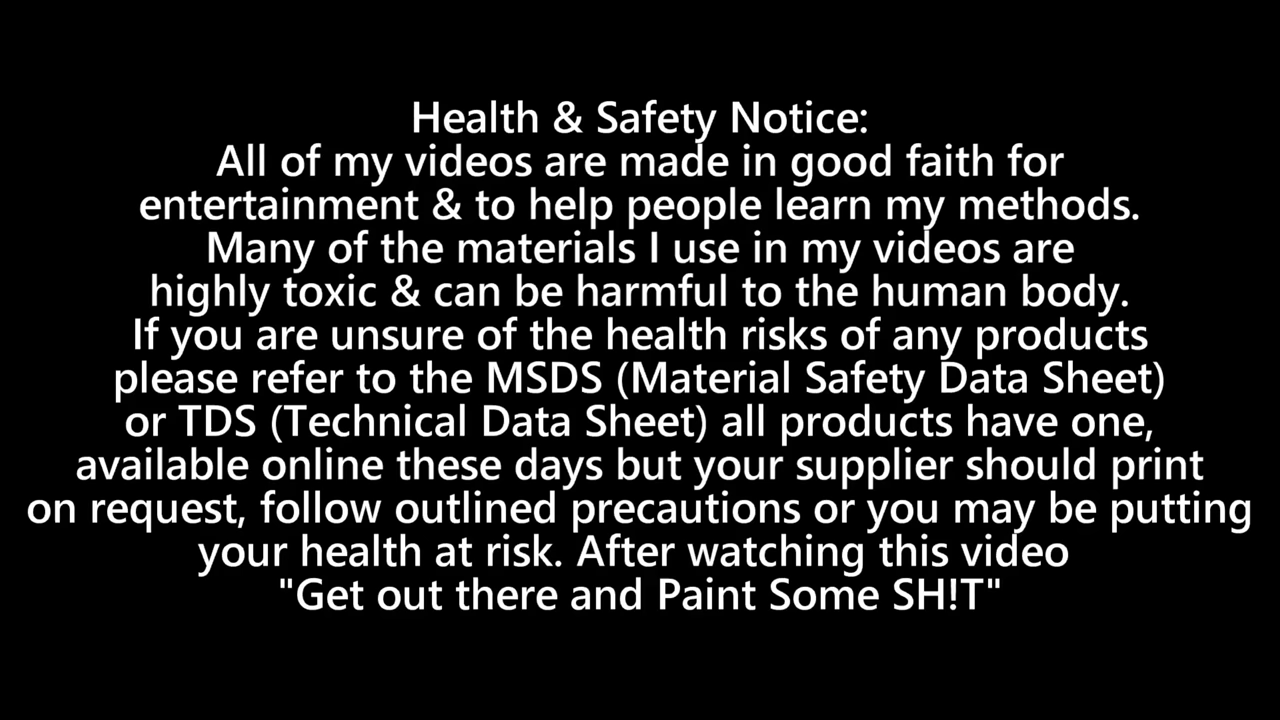 Health & Safety Notice:
All of my videos are made in good faith for
entertainment & to help people learn my methods.
Many of the materials I use in my videos are
highly toxic & can be harmful to the human body.
If you are unsure of the health risks of any products
please refer to the MSDS (Material Safety Data Sheet)
or TDS (Technical Data Sheet) all products have one,
available online these days but your supplier should print
on request, follow outlined precautions or you may be putting
your health at risk. After watching this video
"Get out there and Paint Some SH!T"